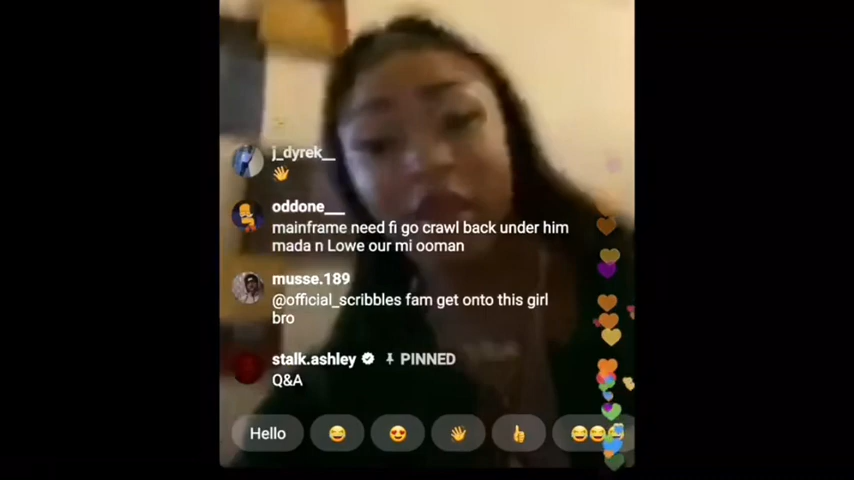 j_dyrek__
👋
oddone___
mainframe need fi go crawl back under him
mada n Lowe our mi ooman
musse.189
@official_scribbles fam get onto this girl
bro
stalk.ashley PINNED
Q&A
Hello